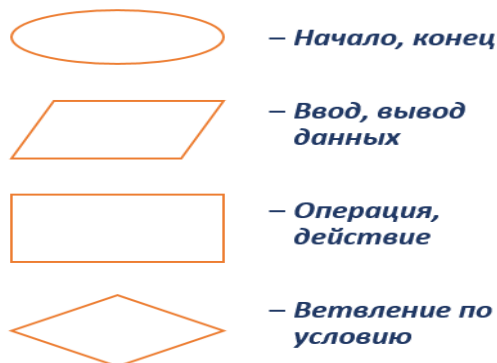 – Начало, конец
– Ввод, вывод
данных
– Операция,
действие
– Ветвление по
условию